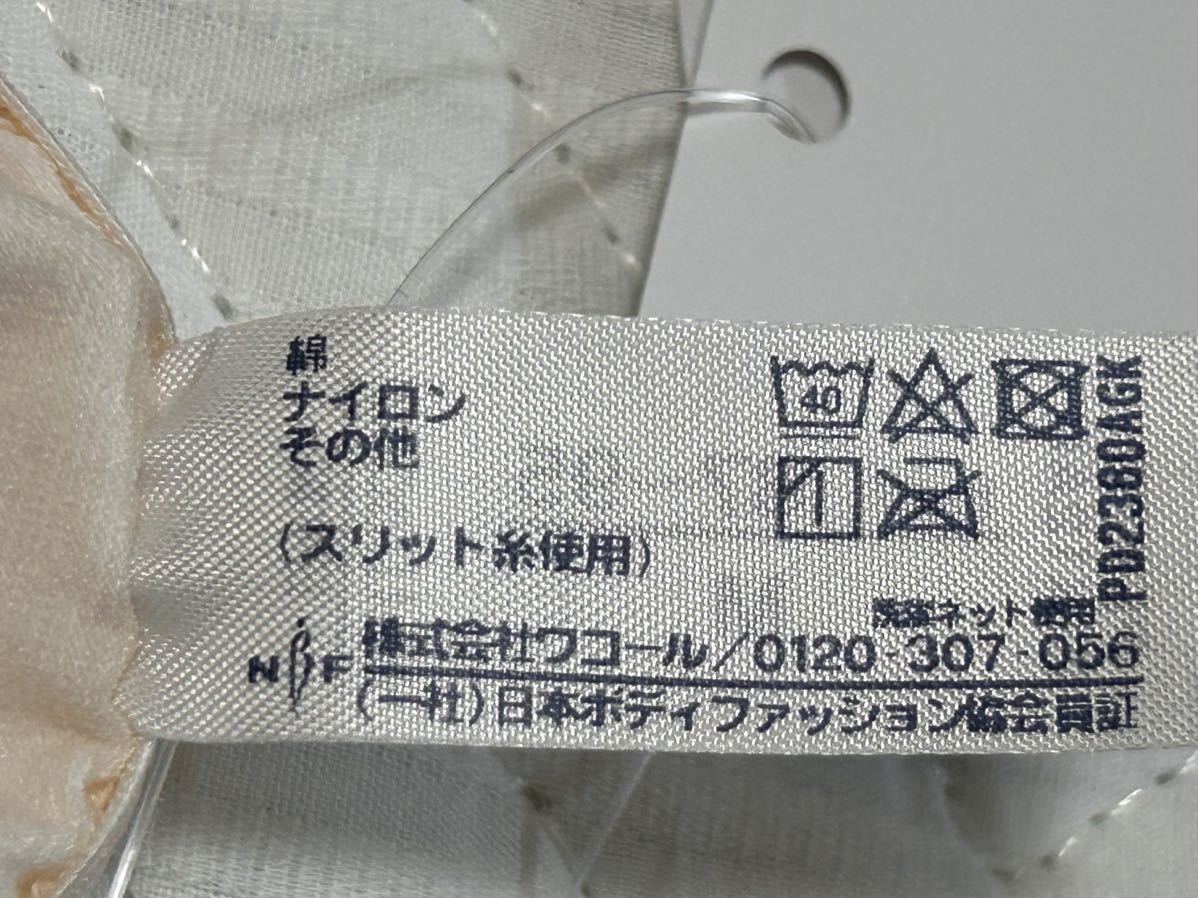 綿
ナイロン
その他
(スリット糸使用)
40
PD2380AGK
洗濯ネット使用
株式会社ワコール/0120-307-056
NBF
(一社)日本ボディファッション協会員証